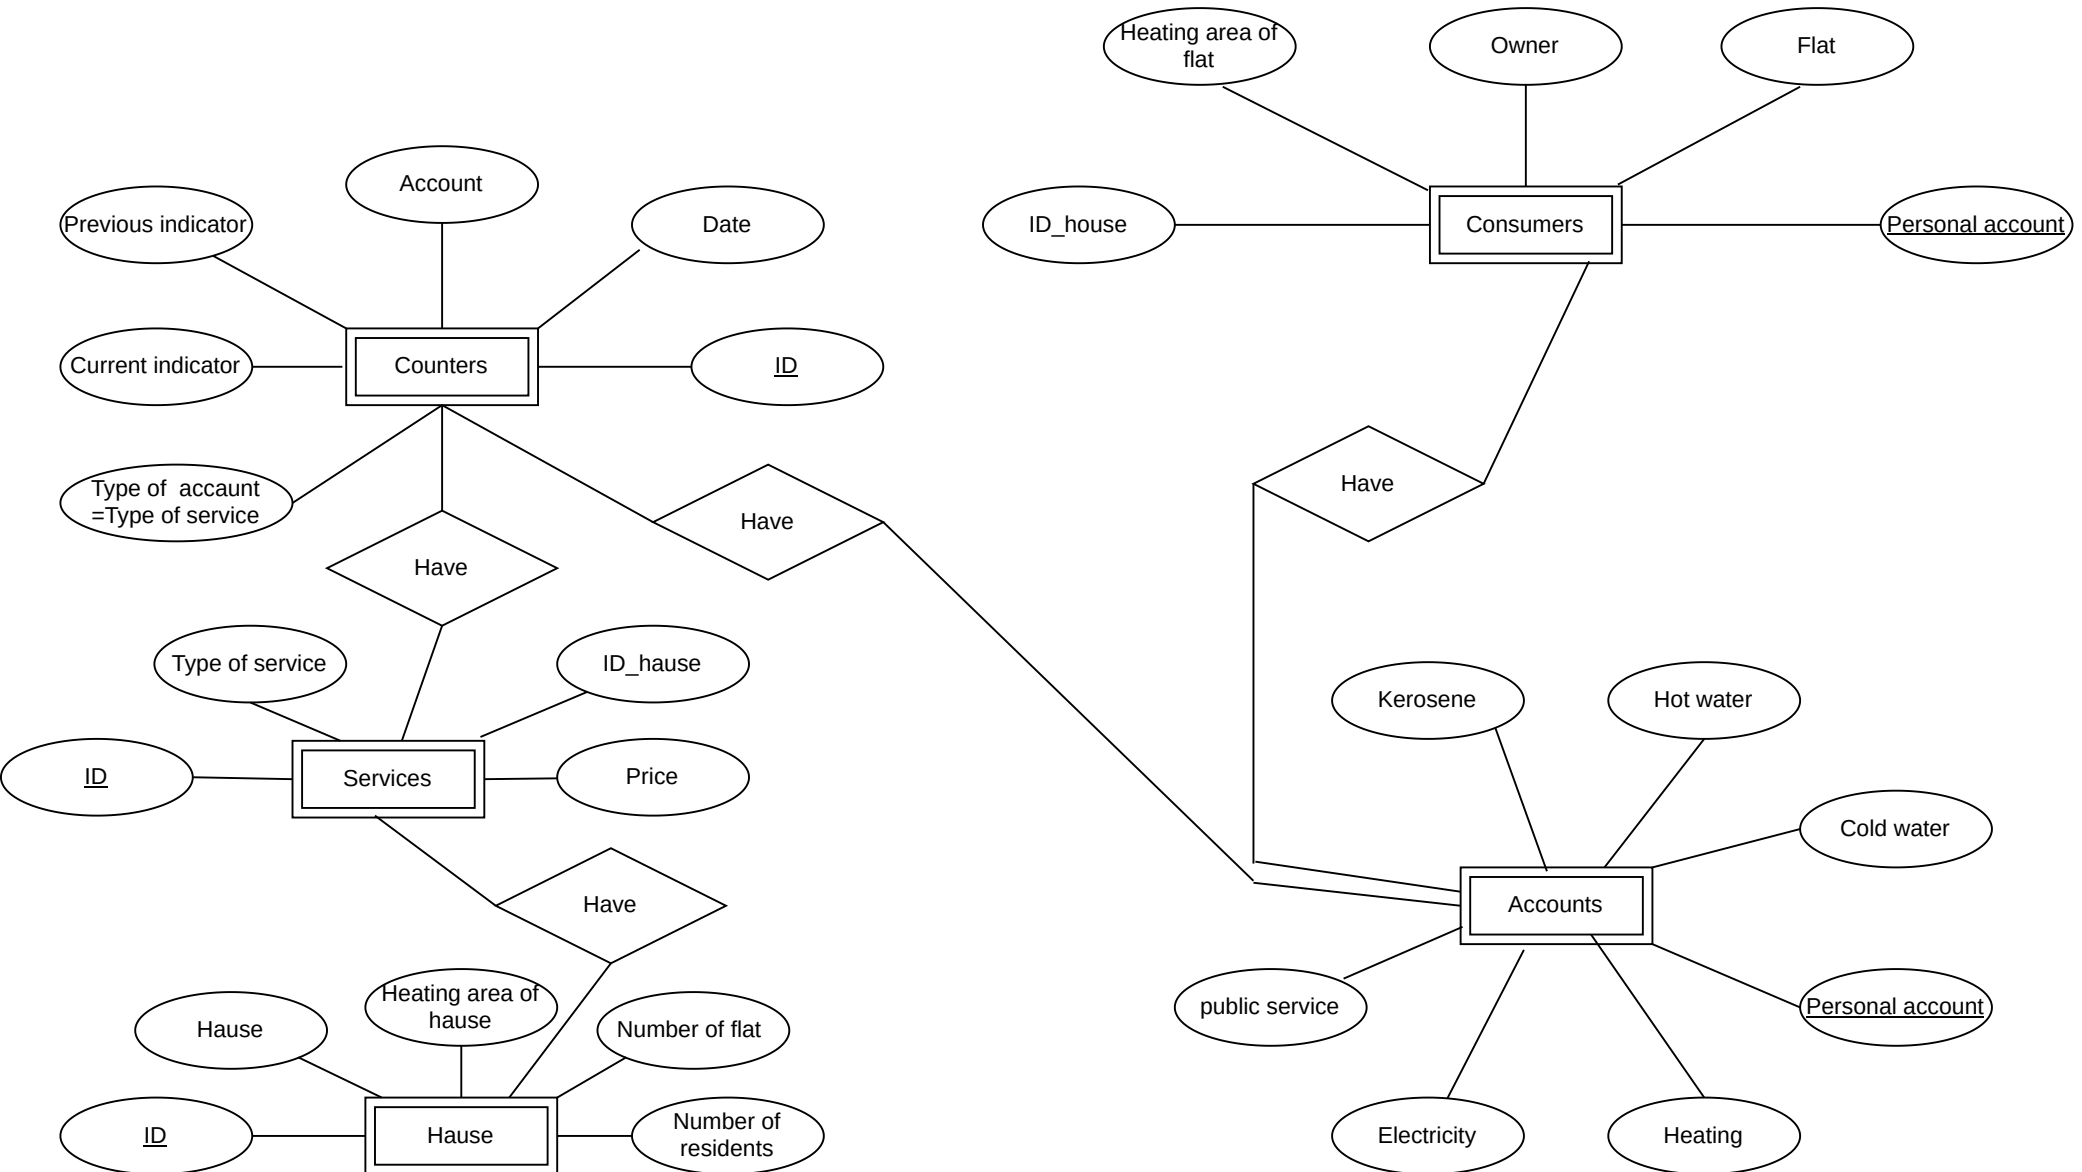 Heating area of
flat
Owner
Flat
Account
Previous indicator
Date
ID_house
Consumers
Personal account
Current indicator
Counters
ID
Type of  accaunt
=Type of service
Have
Have
Have
Type of service
ID_hause
Kerosene
Hot water
ID
Services
Price
Cold water
Have
Accounts
Hause
Heating area of
hause
Number of flat
public service
Personal account
ID
Hause
Number of
residents
Electricity
Heating